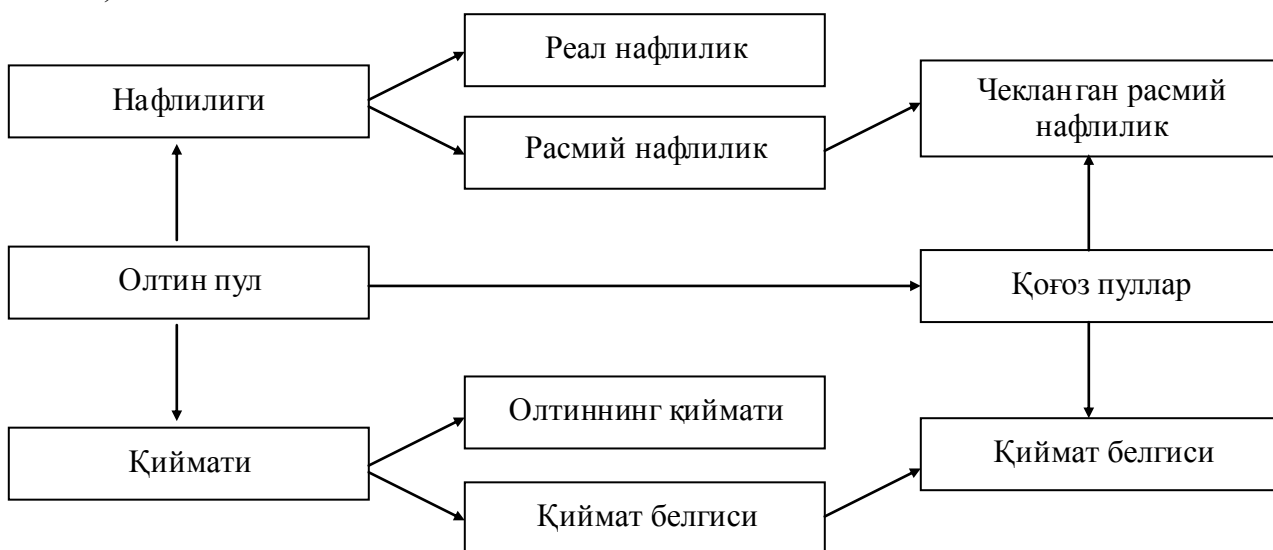 Реал нафлилик
Нафлилиги
Чекланган расмий
нафлилик
Расмий нафлилик
Олтин пул
Қоғоз пуллар
Олтиннинг қиймати
Қиймати
Қиймат белгиси
Қиймат белгиси